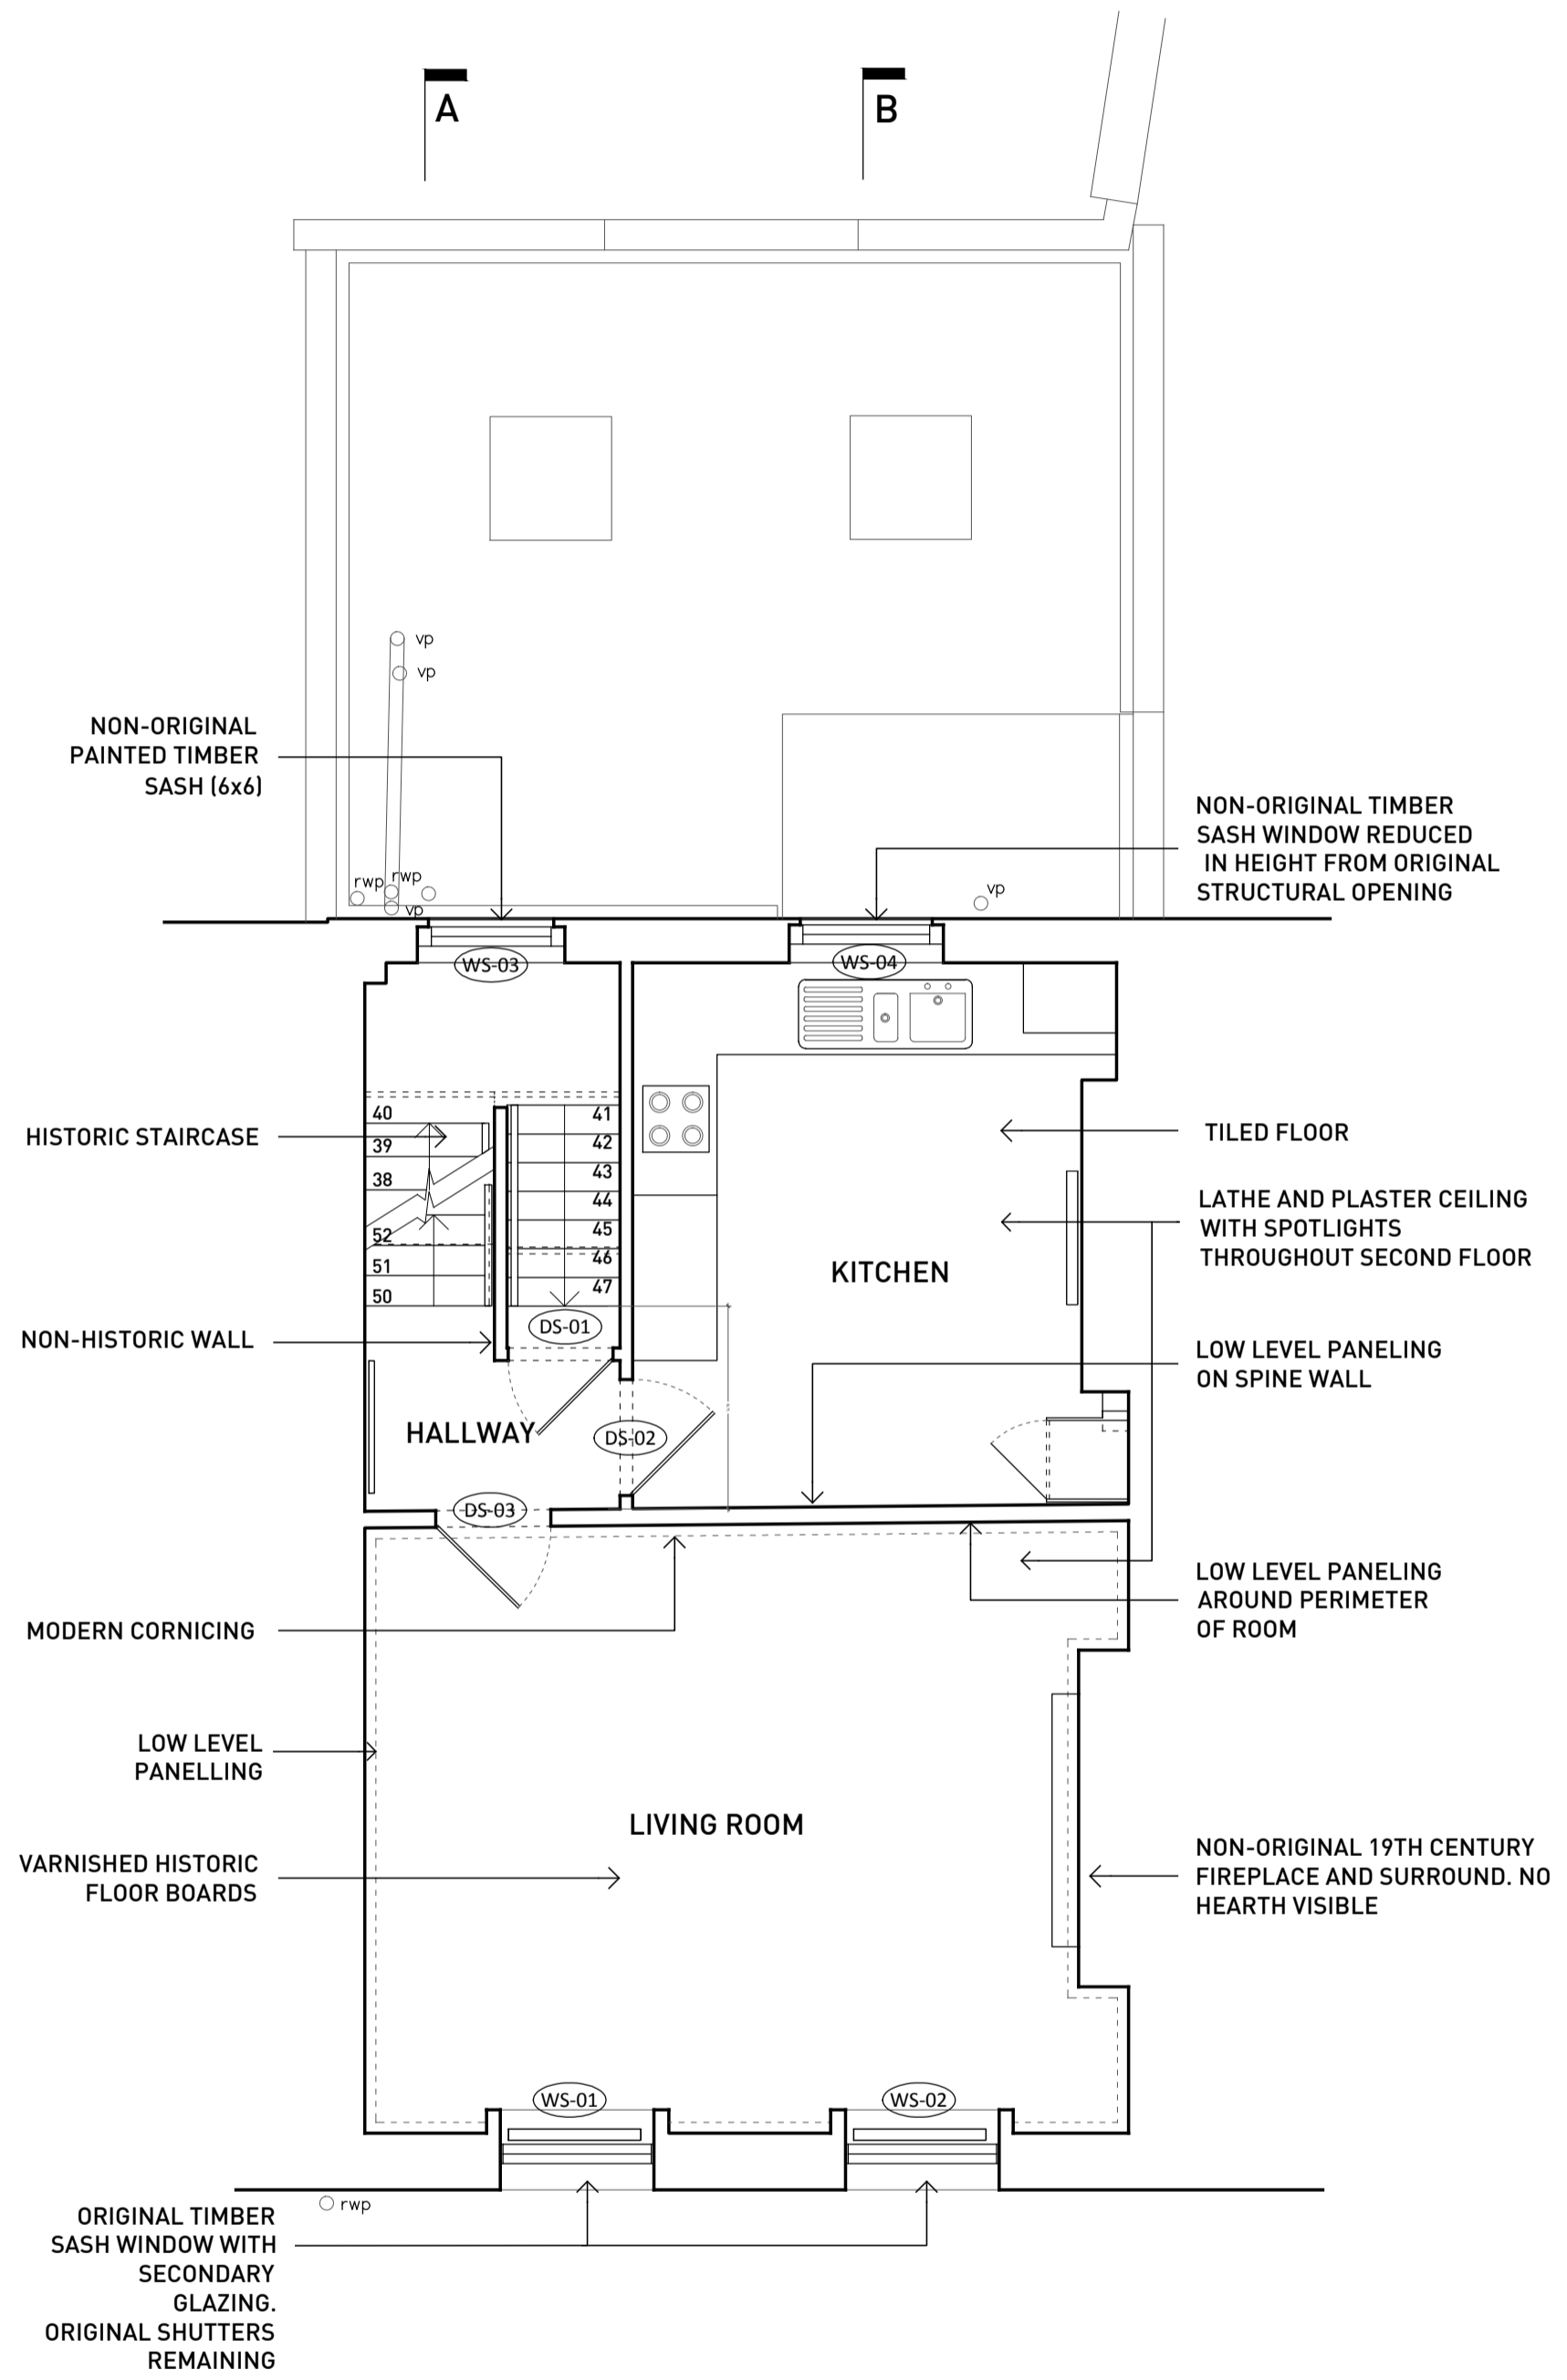 A
B
vp
vp
NON-ORIGINAL
PAINTED TIMBER
SASH (6x6)
NON-ORIGINAL TIMBER
SASH WINDOW REDUCED
IN HEIGHT FROM ORIGINAL
STRUCTURAL OPENING
rwp
rwp
vp
vp
WS-03
WS-04
40
39
38
52
51
50
41
42
43
44
45
46
47
HISTORIC STAIRCASE
TILED FLOOR
LATHE AND PLASTER CEILING
WITH SPOTLIGHTS
THROUGHOUT SECOND FLOOR
KITCHEN
NON-HISTORIC WALL
DS-01
LOW LEVEL PANELING
ON SPINE WALL
HALLWAY
DS-02
DS-03
LOW LEVEL PANELING
AROUND PERIMETER
OF ROOM
MODERN CORNICING
LOW LEVEL
PANELLING
LIVING ROOM
VARNISHED HISTORIC
FLOOR BOARDS
NON-ORIGINAL 19TH CENTURY
FIREPLACE AND SURROUND. NO
HEARTH VISIBLE
WS-01
WS-02
rwp
ORIGINAL TIMBER
SASH WINDOW WITH
SECONDARY
GLAZING.
ORIGINAL SHUTTERS
REMAINING